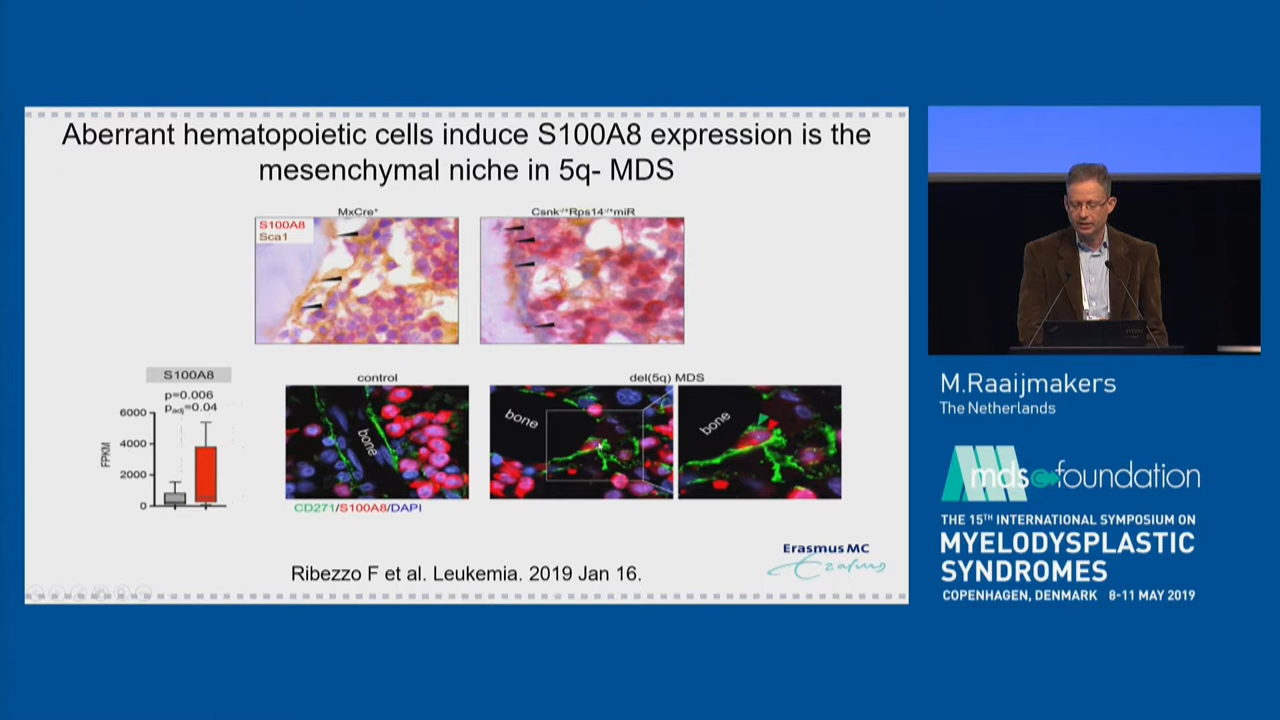 Aberrant hematopoietic cells induce S100A8 expression is the
mesenchymal niche in 5q- MDS
MxCre⁺
S100A8
Sca1
Csnk⁻/⁺Rps14⁻/⁺miR
S100A8
p=0.006
p adj=0.04
6000
4000
2000
0
FPKM
control
bone
CD271/S100A8/DAPI
del(5q) MDS
bone
bone
Erasmus MC
Erasmus
Ribezzo F et al. Leukemia. 2019 Jan 16.
M.Raaijmakers
The Netherlands
mds foundation
THE 15TH INTERNATIONAL SYMPOSIUM ON
MYELODYSPLASTIC
SYNDROMES
COPENHAGEN, DENMARK 8-11 MAY 2019